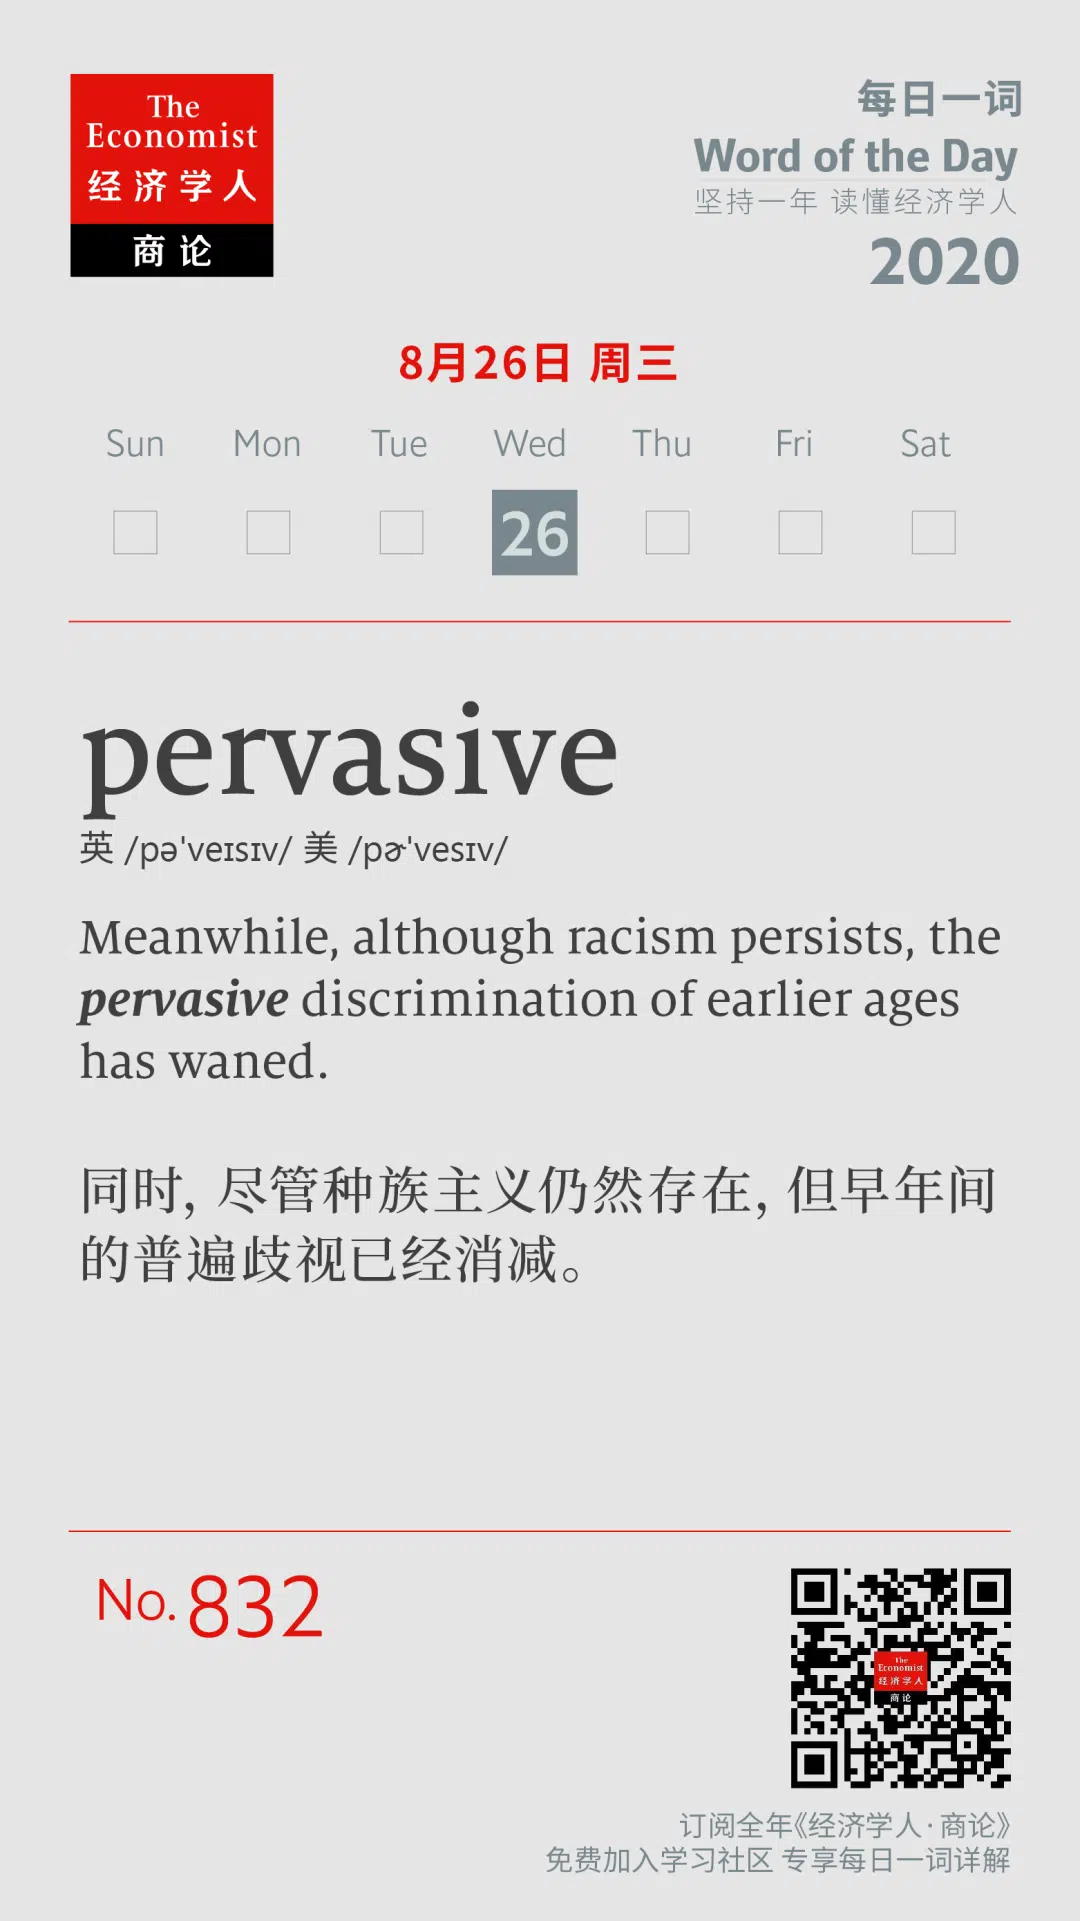 The
Economist
经济学人
商论
每日一词
Word of the Day
坚持一年 读懂经济学人
2020
8月26日 周三
Sun Mon Tue Wed Thu Fri Sat
26
pervasive
英 /pə'veɪsɪv/ 美 /pɚ'vesɪv/
Meanwhile, although racism persists, the
pervasive discrimination of earlier ages
has waned.
同时, 尽管种族主义仍然存在, 但早年间
的普遍歧视已经消减。
No. 832
The
Economist
经济学人
商论
订阅全年《经济学人·商论》
免费加入学习社区 专享每日一词详解